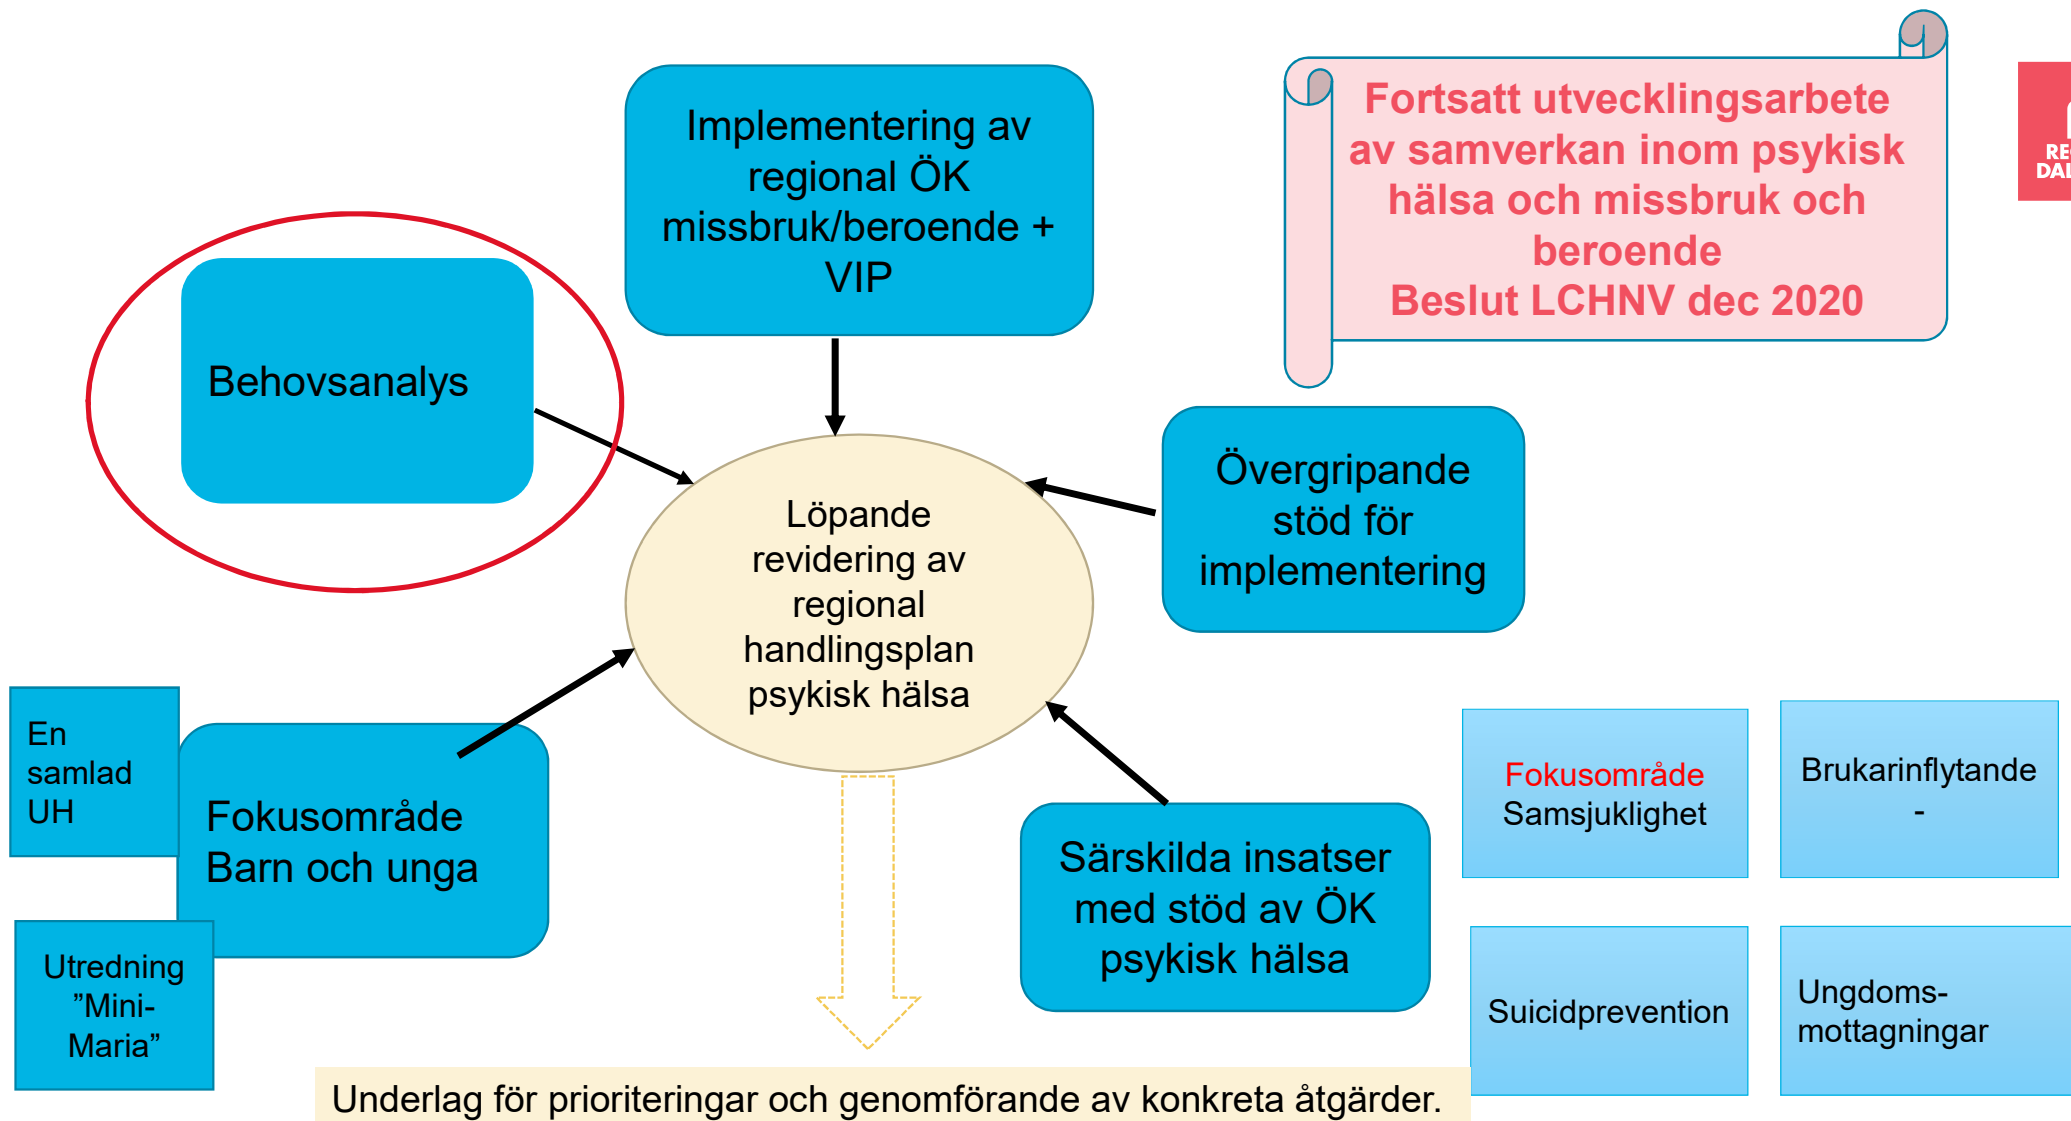 Implementering av
regional ÖK
missbruk/beroende +
VIP
Fortsatt utvecklingsarbete
av samverkan inom psykisk
hälsa och missbruk och
beroende
Beslut LCHNV dec 2020
Behovsanalys
Övergripande
stöd för
implementering
Löpande
revidering av
regional
handlingsplan
psykisk hälsa
En
samlad
UH
Fokusområde
Barn och unga
Utredning
”Mini-
Maria”
Särskilda insatser
med stöd av ÖK
psykisk hälsa
Fokusområde
Samsjuklighet
Brukarinflytande
-
Suicidprevention
Ungdoms-
mottagningar
Underlag för prioriteringar och genomförande av konkreta åtgärder.